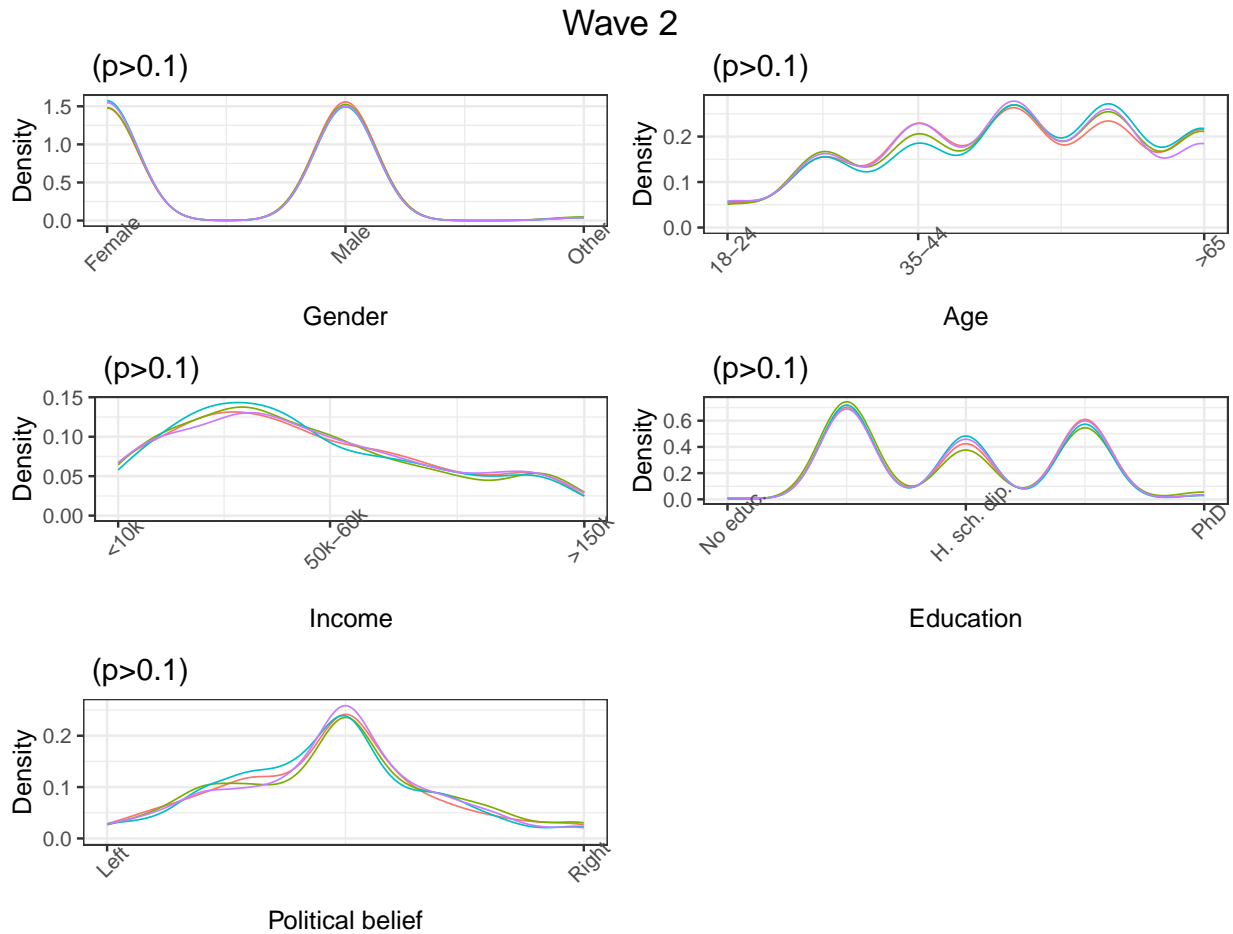 Wave 2
(p>0.1)
Density
1.5
1.0
0.5
0.0
Female
Male
Other
Gender
(p>0.1)
Density
0.2
0.1
0.0
18–24
35–44
>65
Age
(p>0.1)
Density
0.15
0.10
0.05
0.00
<10k
50k–60k
>150k
Income
(p>0.1)
Density
0.6
0.4
0.2
0.0
No educ.
H. sch. dip.
PhD
Education
(p>0.1)
Density
0.2
0.1
0.0
Left
Right
Political belief